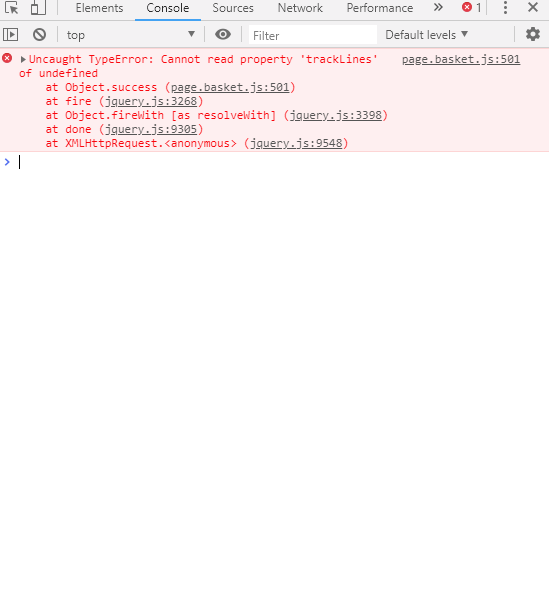 Elements Console Sources Network Performance » 1
top Filter Default levels
Uncaught TypeError: Cannot read property 'trackLines' page.basket.js:501
of undefined
at Object.success (page.basket.js:501)
at fire (jquery.js:3268)
at Object.fireWith [as resolveWith] (jquery.js:3398)
at done (jquery.js:9305)
at XMLHttpRequest.<anonymous> (jquery.js:9548)